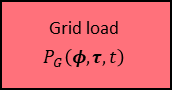 Grid load
P_G(𝝓, 𝝉, t)